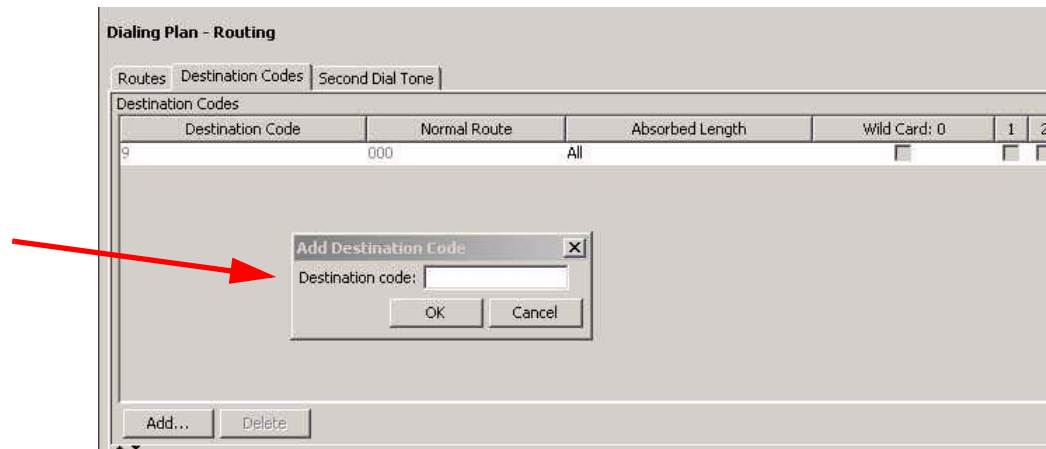 Dialing Plan - Routing
Routes Destination Codes Second Dial Tone
Destination Codes
Destination Code Normal Route Absorbed Length Wild Card: 0 1 2
9 000 All
Add Destination Code
Destination code:
OK Cancel
Add... Delete